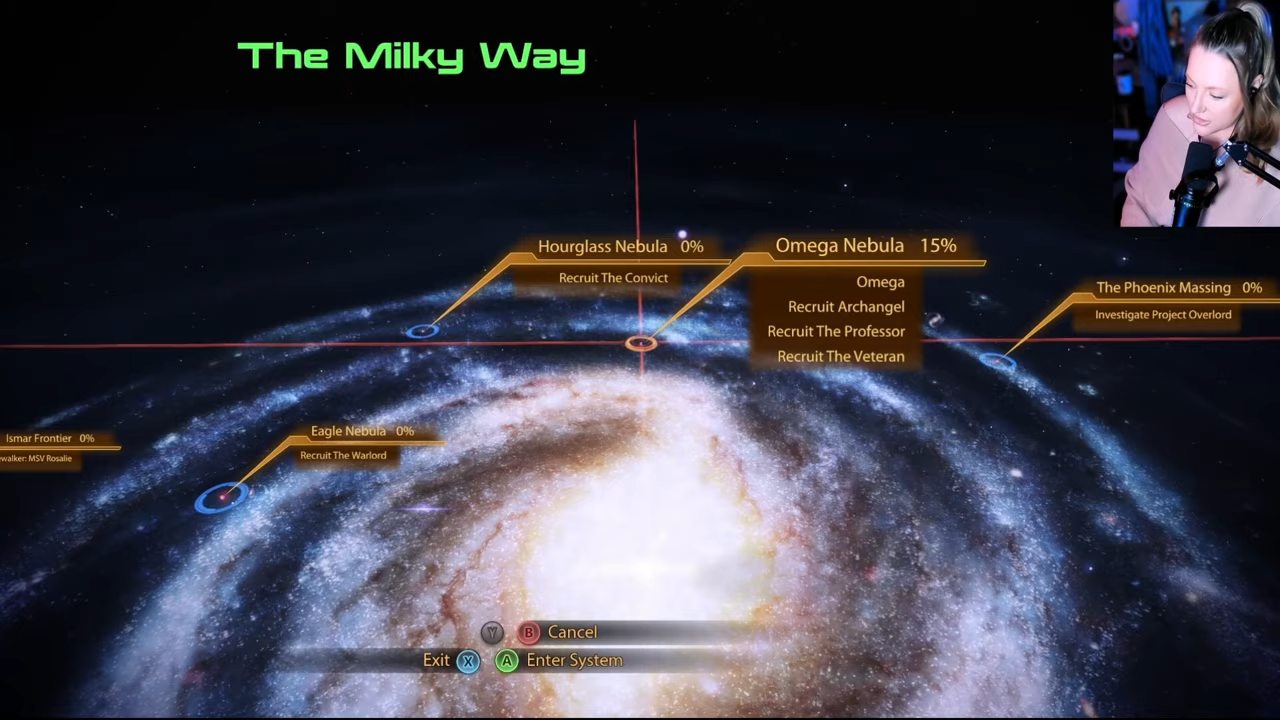 The Milky Way
Hourglass Nebula 0%
Recruit The Convict
Omega Nebula 15%
Omega
Recruit Archangel
Recruit The Professor
Recruit The Veteran
The Phoenix Massing 0%
Investigate Project Overlord
Ismar Frontier 0%
ewalker: MSV Rosalie
Eagle Nebula 0%
Recruit The Warlord
Y B Cancel
Exit X A Enter System